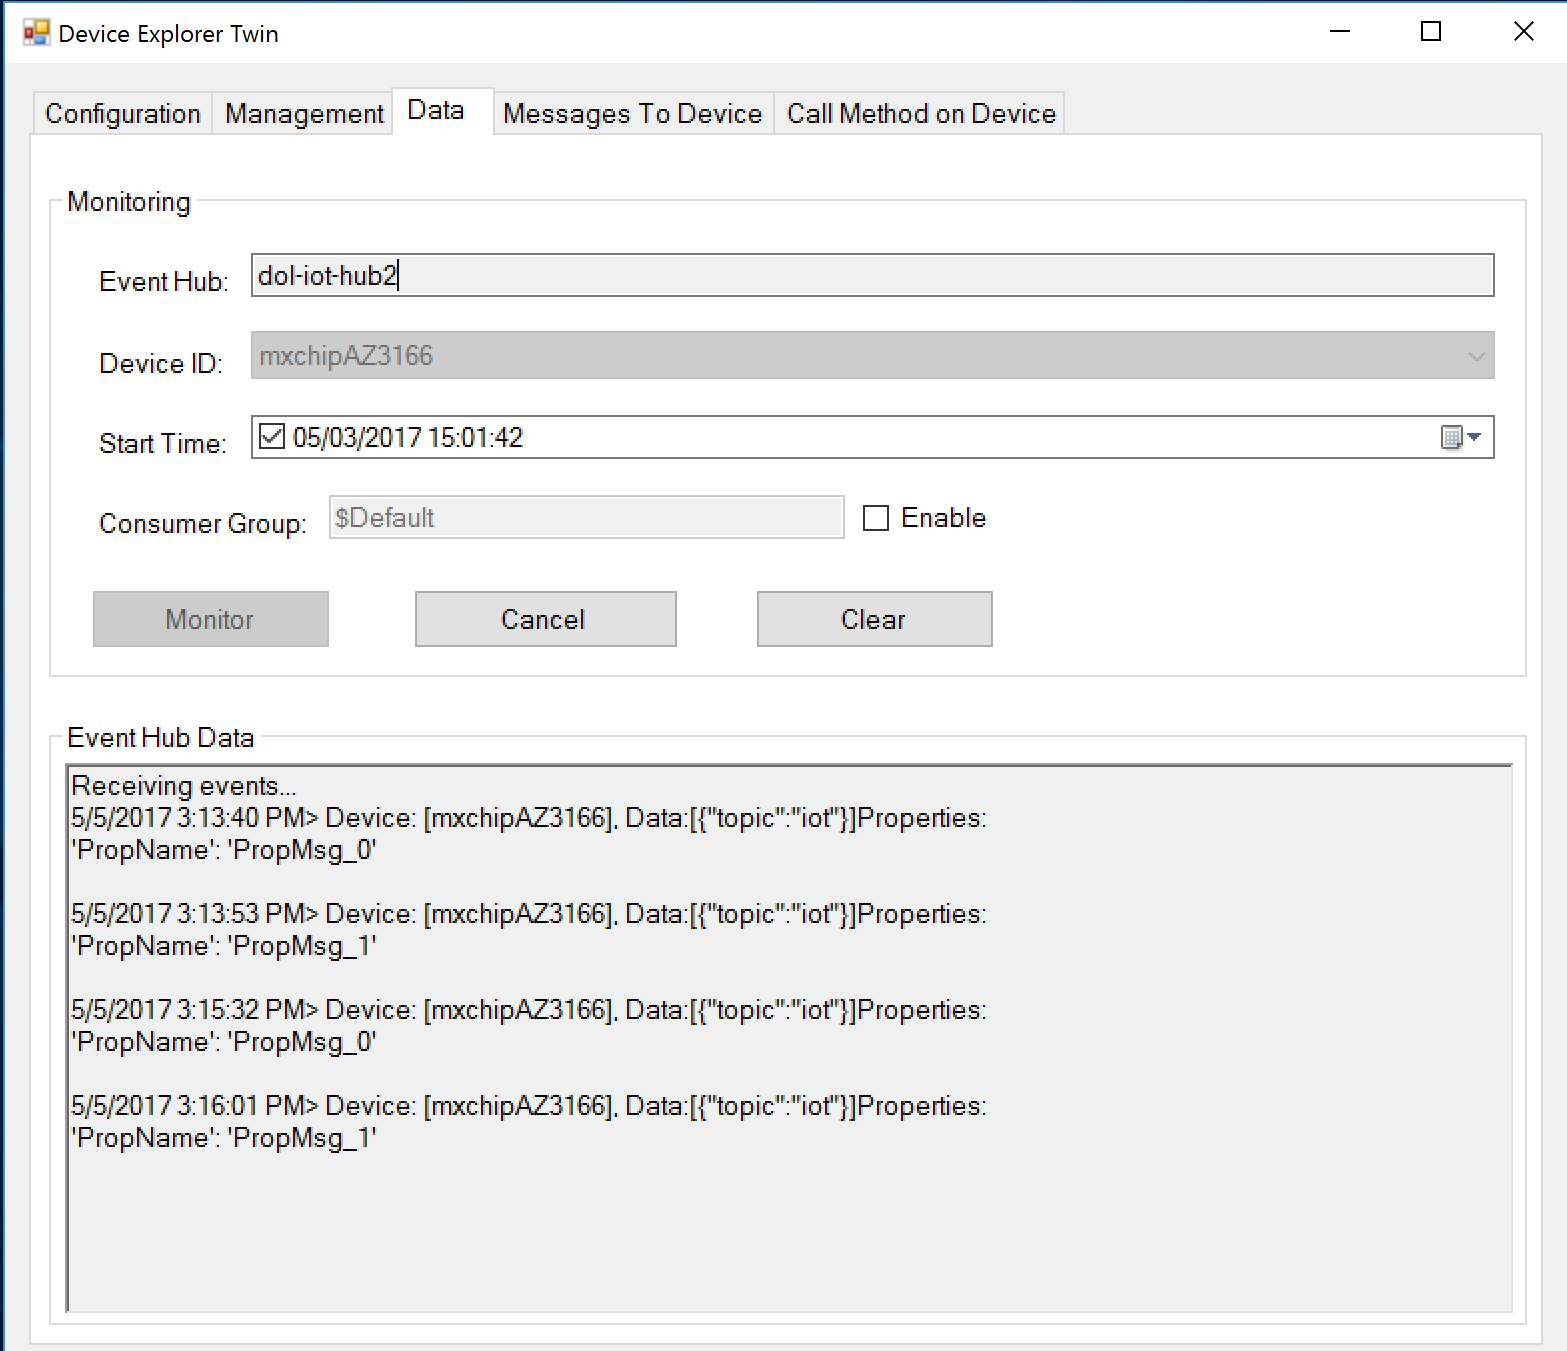 Device Explorer Twin
Configuration Management Data Messages To Device Call Method on Device
Monitoring
Event Hub: dol-iot-hub2
Device ID: mxchipAZ3166
Start Time: 05/03/2017 15:01:42
Consumer Group: $Default Enable
Monitor Cancel Clear
Event Hub Data
Receiving events...
5/5/2017 3:13:40 PM> Device: [mxchipAZ3166], Data:[{"topic":"iot"}]Properties:
'PropName': 'PropMsg_0'
5/5/2017 3:13:53 PM> Device: [mxchipAZ3166], Data:[{"topic":"iot"}]Properties:
'PropName': 'PropMsg_1'
5/5/2017 3:15:32 PM> Device: [mxchipAZ3166], Data:[{"topic":"iot"}]Properties:
'PropName': 'PropMsg_0'
5/5/2017 3:16:01 PM> Device: [mxchipAZ3166], Data:[{"topic":"iot"}]Properties:
'PropName': 'PropMsg_1'